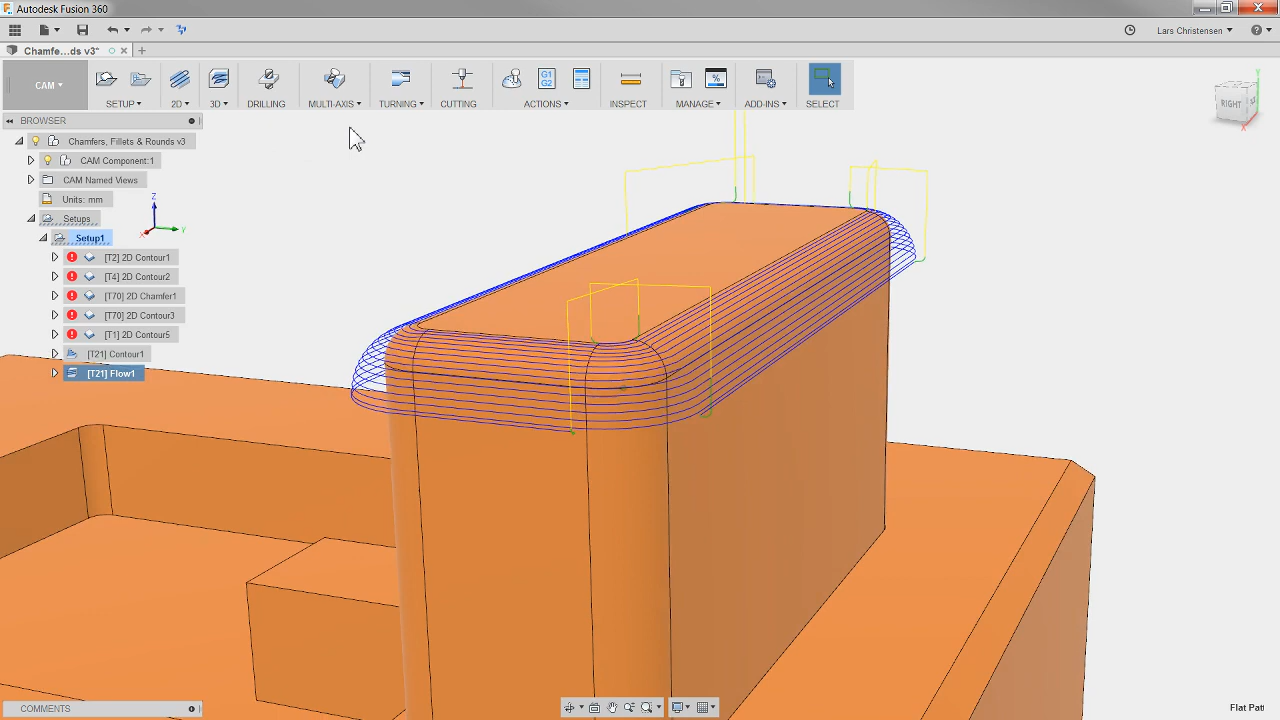 Autodesk Fusion 360
Lars Christensen
Chamfe...ds v3*
CAM
SETUP
2D
3D
DRILLING
MULTI-AXIS
TURNING
CUTTING
G1
G2
ACTIONS
INSPECT
%
MANAGE
ADD-INS
SELECT
BROWSER
Chamfers, Fillets & Rounds v3
CAM Component:1
CAM Named Views
Units: mm
Setups
Setup1
[T2] 2D Contour1
[T4] 2D Contour2
[T70] 2D Chamfer1
[T70] 2D Contour3
[T1] 2D Contour5
[T21] Contour1
[T21] Flow1
Z
X
Y
RIGHT
Y
X
COMMENTS
Flat Pat